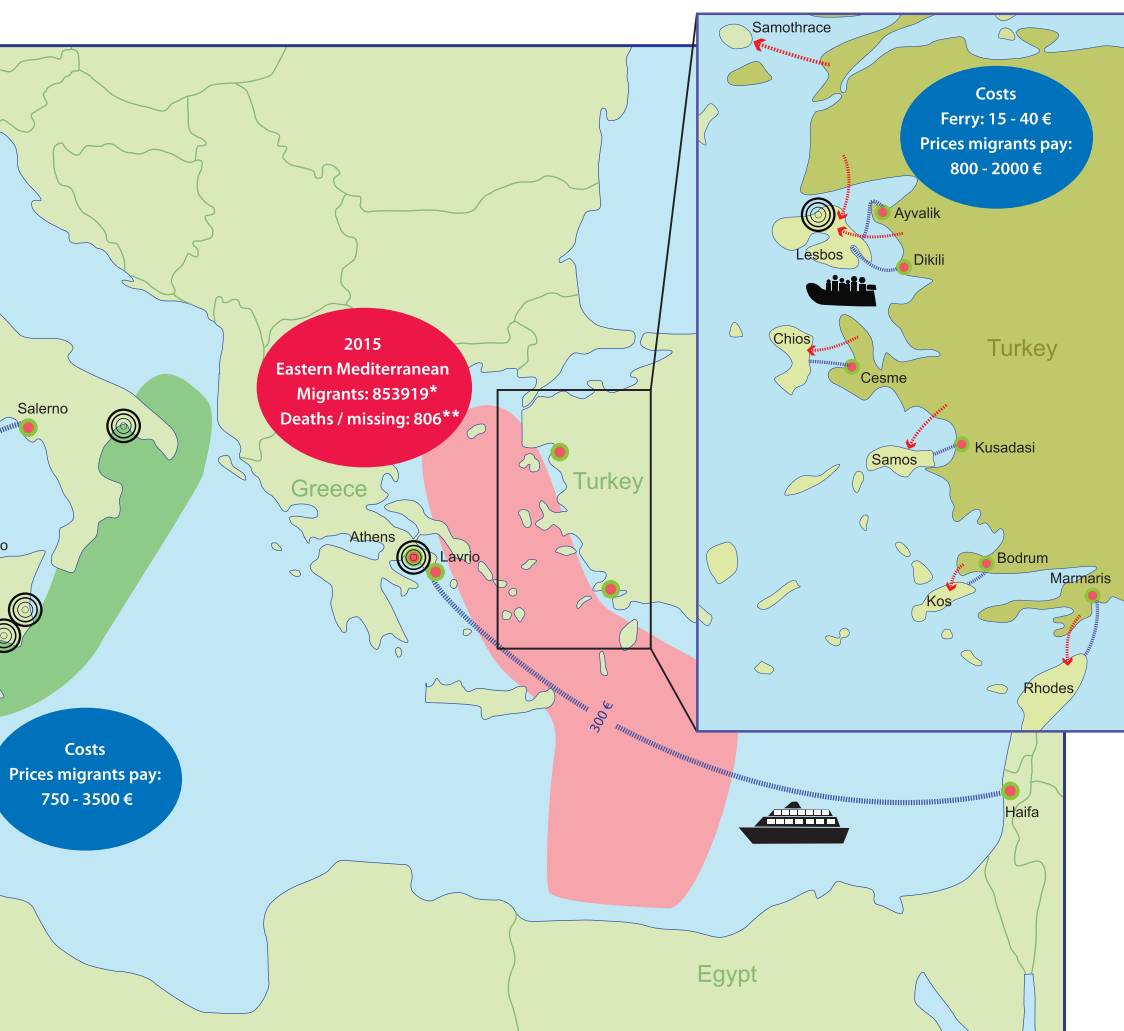 Samothrace
Costs
Ferry: 15 - 40 €
Prices migrants pay:
800 - 2000 €
Ayvalik
Lesbos
Dikili
Chios
Turkey
Cesme
Kusadasi
Samos
Bodrum
Marmaris
Kos
Rhodes
2015
Eastern Mediterranean
Migrants: 853919*
Deaths / missing: 806**
Salerno
Greece
Turkey
Athens
Lavrio
o
300 €
Costs
Prices migrants pay:
750 - 3500 €
Haifa
Egypt